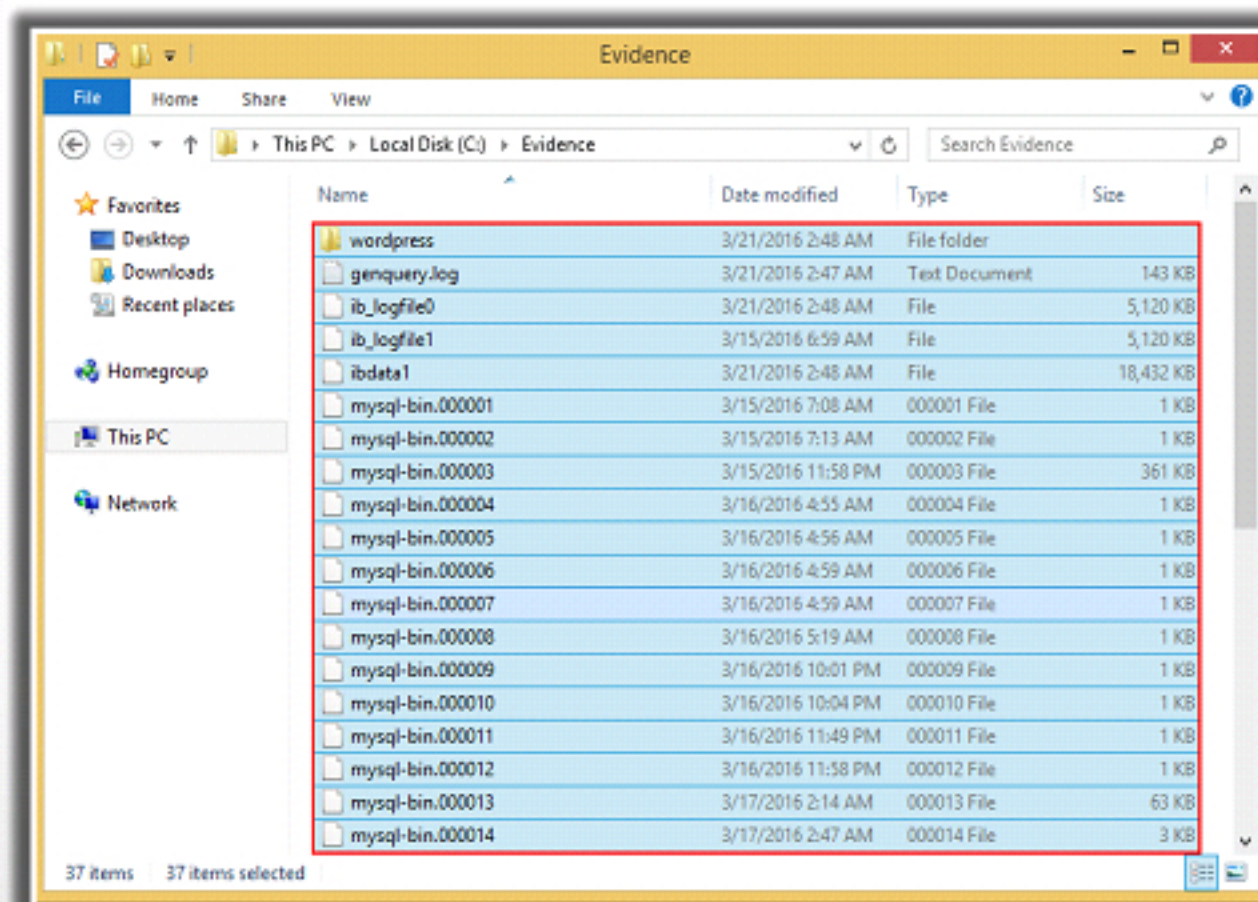 Evidence
File Home Share View
This PC Local Disk (C:) Evidence Search Evidence
Name Date modified Type Size
Favorites
Desktop
Downloads
Recent places
Homegroup
This PC
Network
wordpress 3/21/2016 2:48 AM File folder
genquery.log 3/21/2016 2:47 AM Text Document 143 KB
ib_logfile0 3/21/2016 2:48 AM File 5,120 KB
ib_logfile1 3/15/2016 6:59 AM File 5,120 KB
ibdata1 3/21/2016 2:48 AM File 18,432 KB
mysql-bin.000001 3/15/2016 7:08 AM 000001 File 1 KB
mysql-bin.000002 3/15/2016 7:13 AM 000002 File 1 KB
mysql-bin.000003 3/15/2016 11:58 PM 000003 File 361 KB
mysql-bin.000004 3/16/2016 4:55 AM 000004 File 1 KB
mysql-bin.000005 3/16/2016 4:56 AM 000005 File 1 KB
mysql-bin.000006 3/16/2016 4:59 AM 000006 File 1 KB
mysql-bin.000007 3/16/2016 4:59 AM 000007 File 1 KB
mysql-bin.000008 3/16/2016 5:19 AM 000008 File 1 KB
mysql-bin.000009 3/16/2016 10:01 PM 000009 File 1 KB
mysql-bin.000010 3/16/2016 10:04 PM 000010 File 1 KB
mysql-bin.000011 3/16/2016 11:49 PM 000011 File 1 KB
mysql-bin.000012 3/16/2016 11:58 PM 000012 File 1 KB
mysql-bin.000013 3/17/2016 2:14 AM 000013 File 63 KB
mysql-bin.000014 3/17/2016 2:47 AM 000014 File 3 KB
37 items 37 items selected